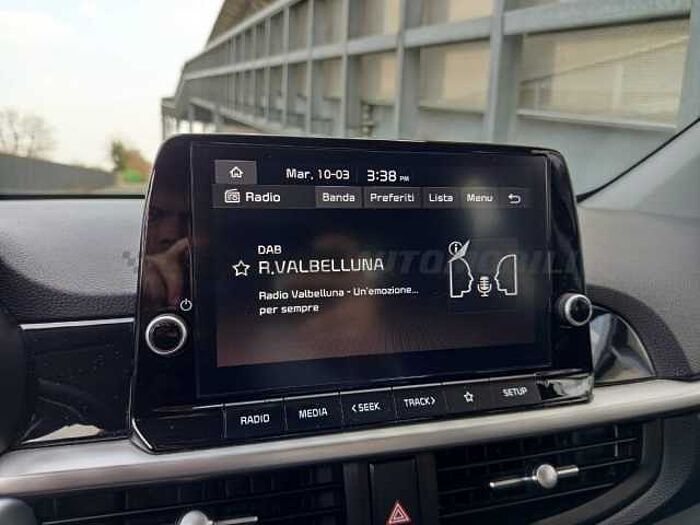 Mar. 10-03 3:38 PM
Radio Banda Preferiti Lista Menu
DAB
R.VALBELLUNA
Radio Valbelluna - Un'emozione...
per sempre
RADIO MEDIA <SEEK TRACK> SETUP